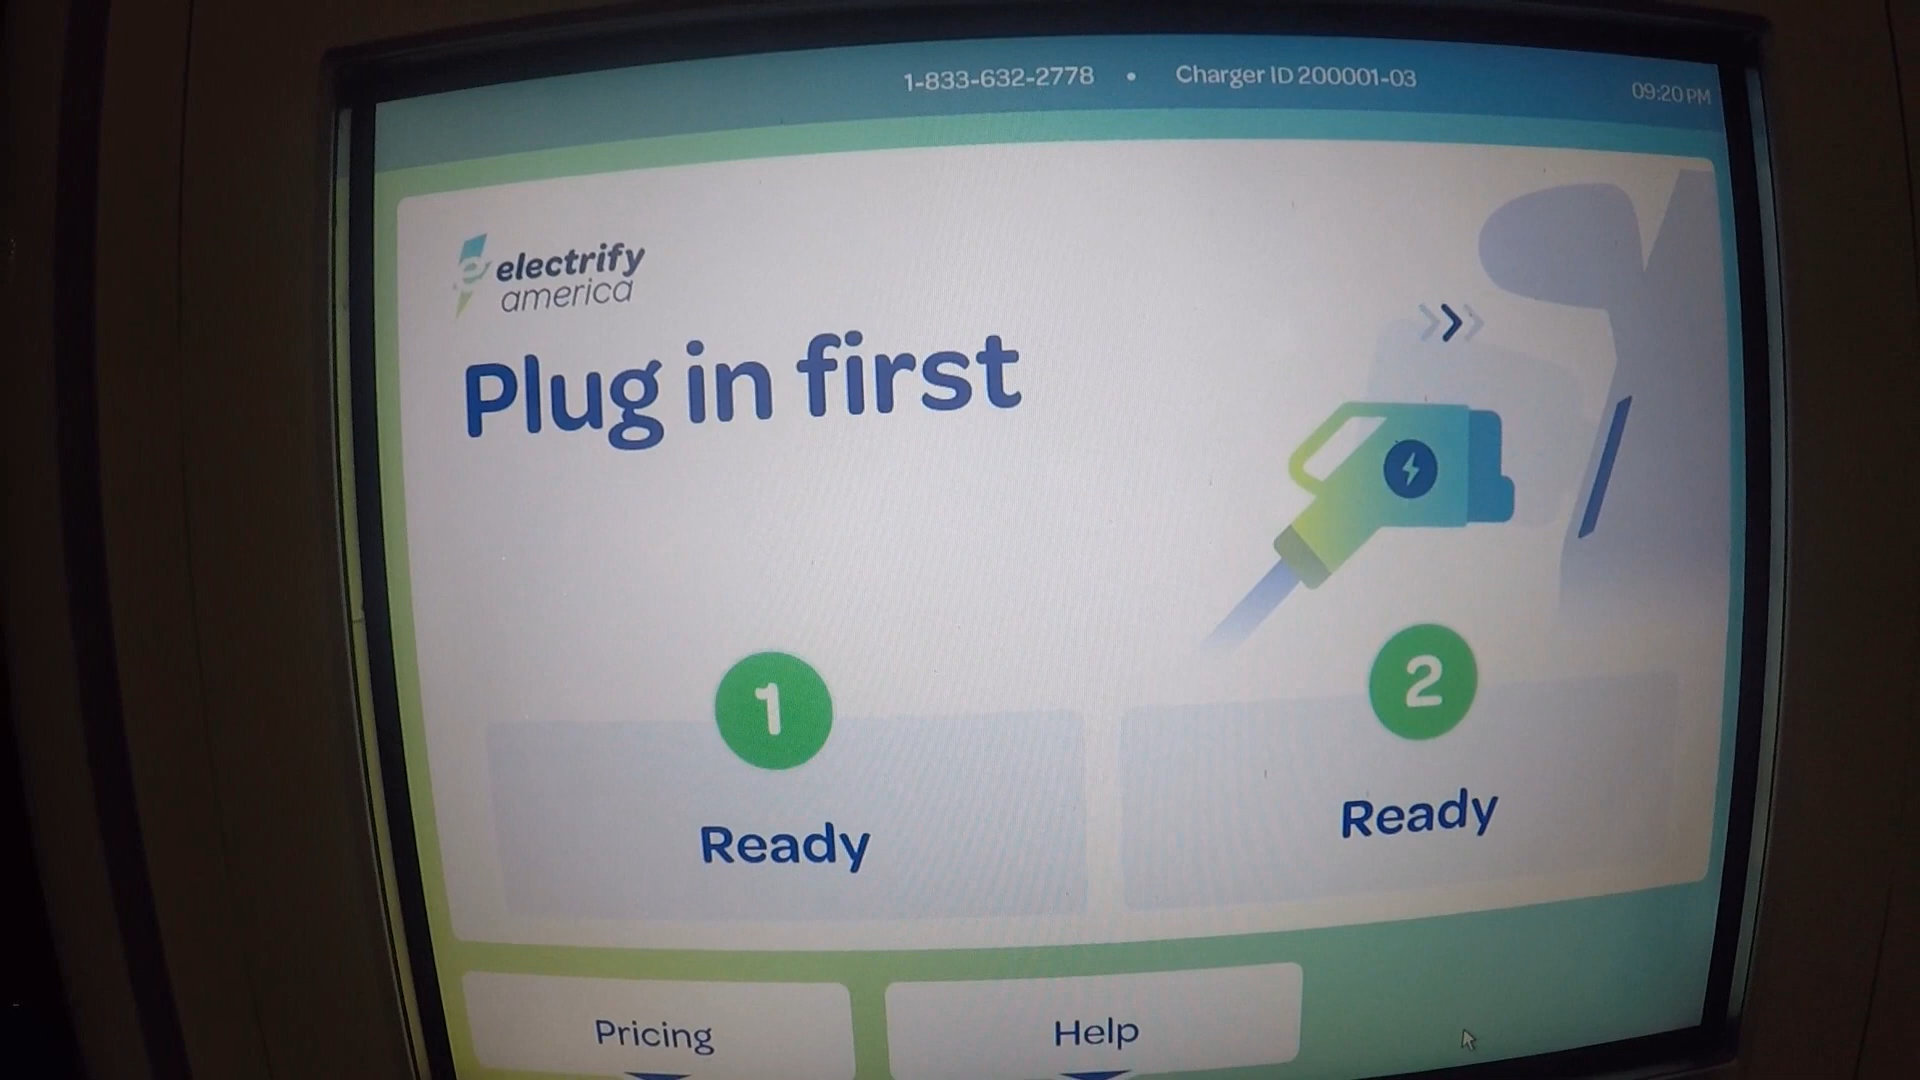 1-833-632-2778 • Charger ID 200001-03
09:20 PM
electrify
america
Plug in first
1
2
Ready
Ready
Pricing
Help